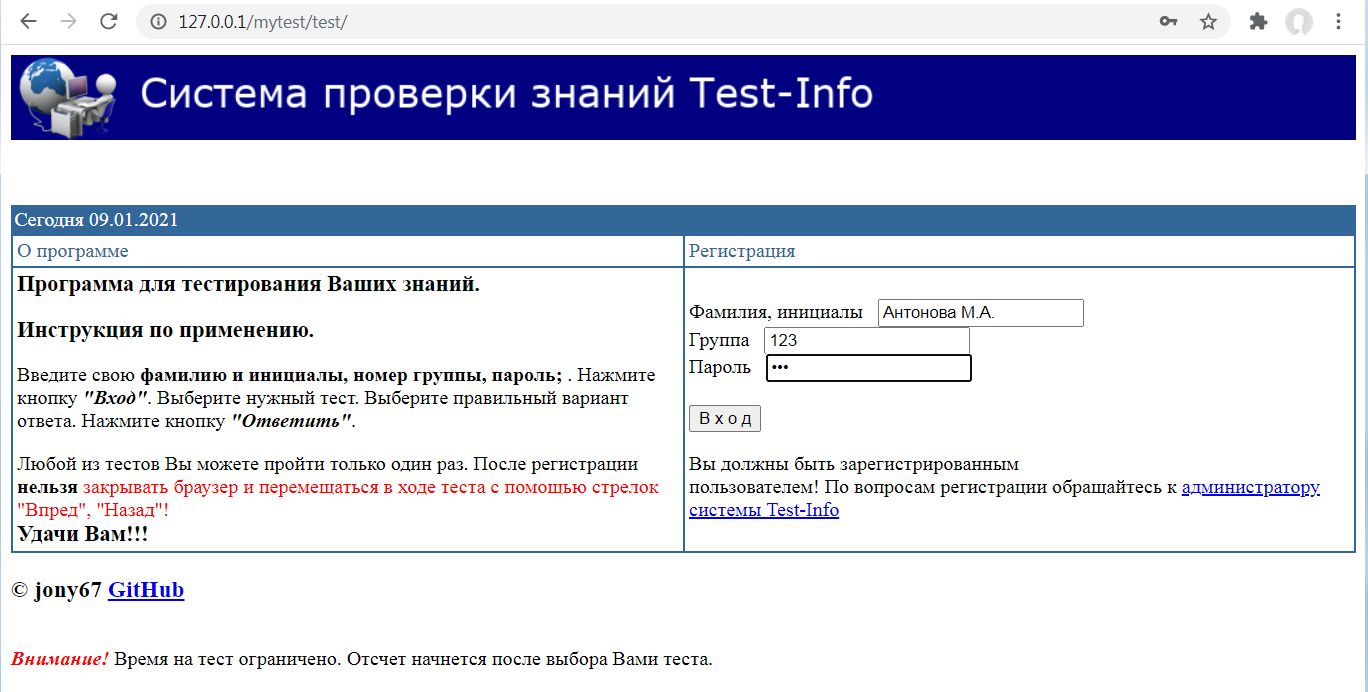 127.0.0.1/mytest/test/
Система проверки знаний Test-Info
Сегодня 09.01.2021
О программе
Регистрация
Программа для тестирования Ваших знаний.
Инструкция по применению.
Введите свою фамилию и инициалы, номер группы, пароль; . Нажмите
кнопку "Вход". Выберите нужный тест. Выберите правильный вариант
ответа. Нажмите кнопку "Ответить".
Любой из тестов Вы можете пройти только один раз. После регистрации
нельзя закрывать браузер и перемещаться в ходе теста с помощью стрелок
"Впред", "Назад"!
Удачи Вам!!!
Фамилия, инициалы Антонова М.А.
Группа 123
Пароль •••
В х о д
Вы должны быть зарегистрированным
пользователем! По вопросам регистрации обращайтесь к администратору
системы Test-Info
© jony67 GitHub
Внимание! Время на тест ограничено. Отсчет начнется после выбора Вами теста.